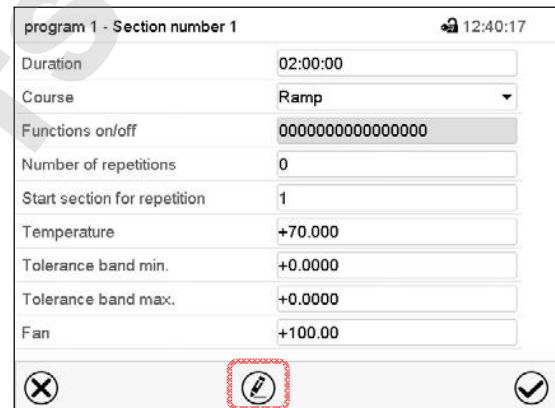 program 1 - Section number 1 12:40:17
Duration 02:00:00
Course Ramp
Functions on/off 0000000000000000
Number of repetitions 0
Start section for repetition 1
Temperature +70.000
Tolerance band min. +0.0000
Tolerance band max. +0.0000
Fan +100.00